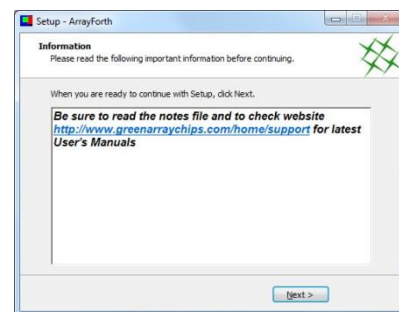 Setup - ArrayForth
Information
Please read the following important information before continuing.
When you are ready to continue with Setup, click Next.
Be sure to read the notes file and to check website
http://www.greenarraychips.com/home/support for latest
User's Manuals
Next >